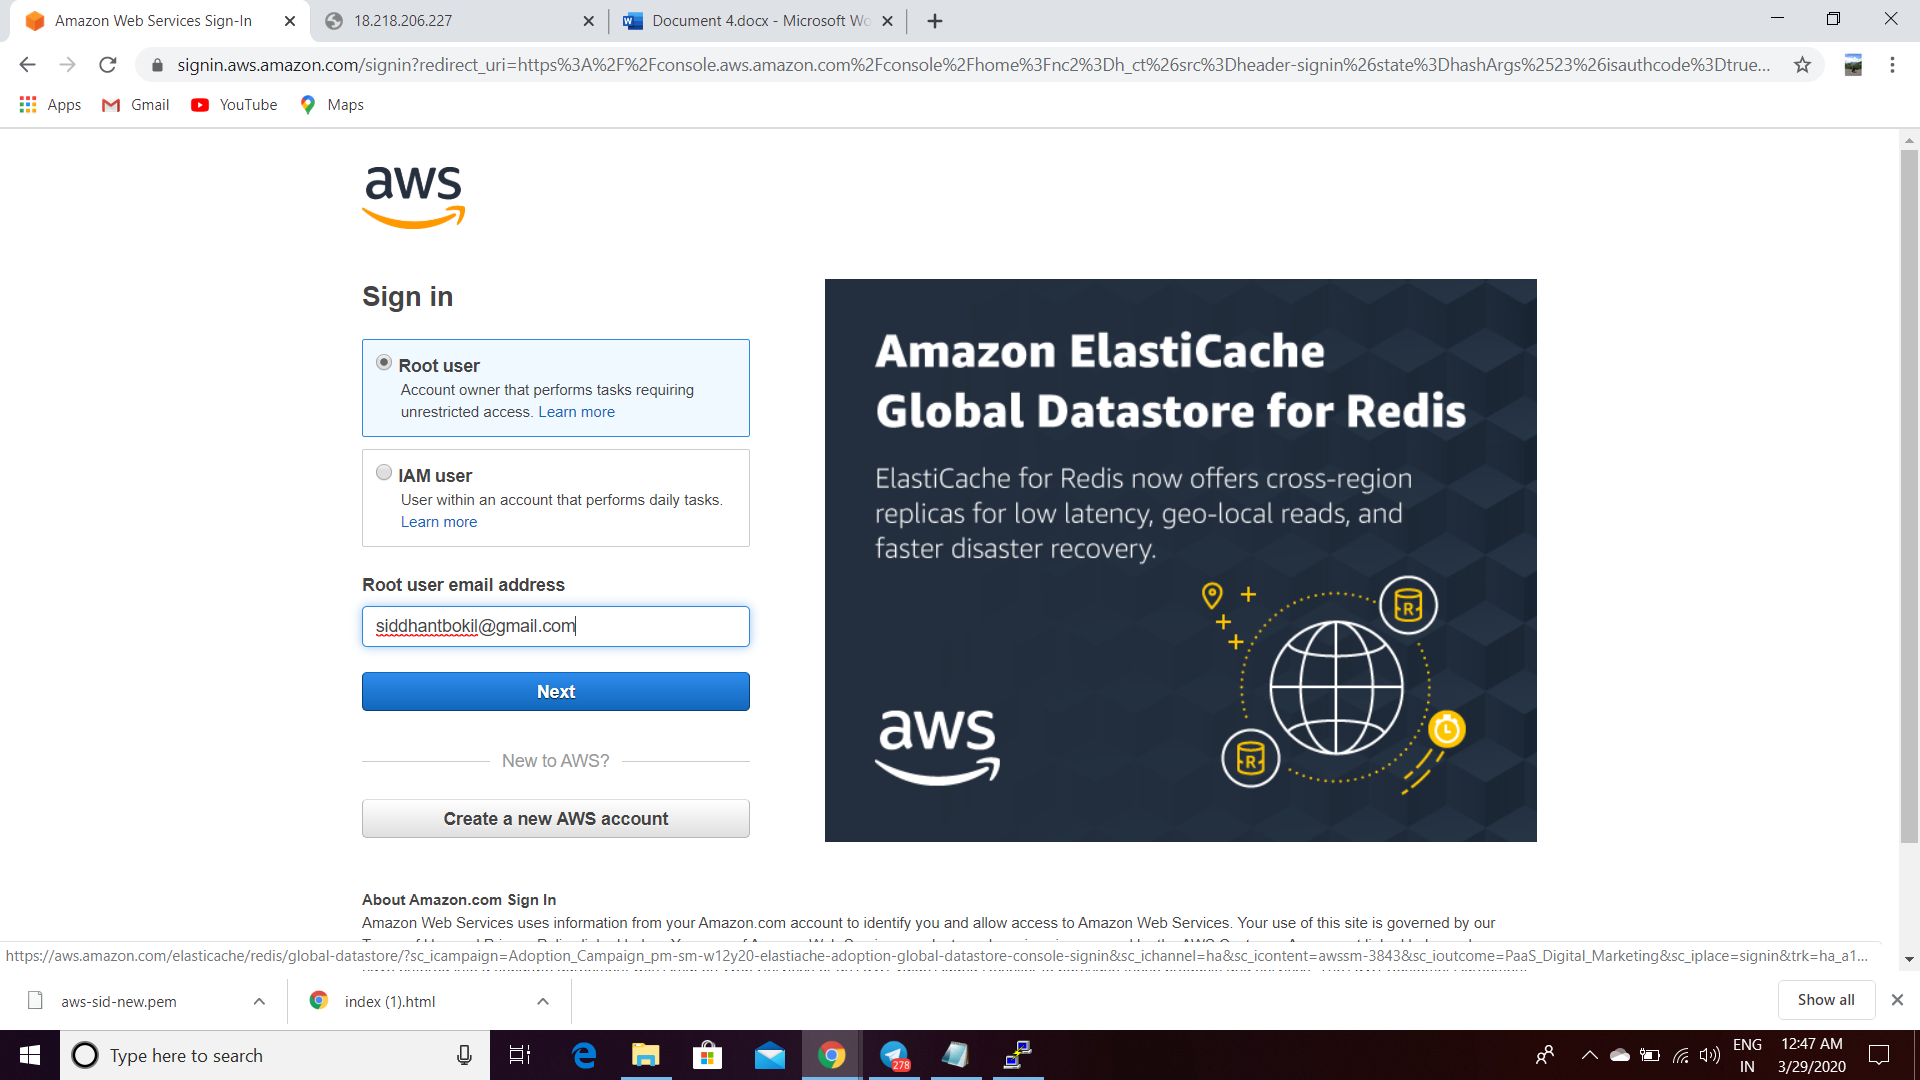 Amazon Web Services Sign-In
18.218.206.227
Document 4.docx - Microsoft Wo
signin.aws.amazon.com/signin?redirect_uri=https%3A%2F%2Fconsole.aws.amazon.com%2Fconsole%2Fhome%3Fnc2%3Dh_ct%26src%3Dheader-signin%26state%3DhashArgs%2523%26isauthcode%3Dtrue...
Apps
Gmail
YouTube
Maps
aws
Sign in
Root user
Account owner that performs tasks requiring
unrestricted access. Learn more
IAM user
User within an account that performs daily tasks.
Learn more
Root user email address
siddhantbokil@gmail.com
Next
New to AWS?
Create a new AWS account
Amazon ElastiCache
Global Datastore for Redis
ElastiCache for Redis now offers cross-region
replicas for low latency, geo-local reads, and
faster disaster recovery.
R
R
aws
About Amazon.com Sign In
Amazon Web Services uses information from your Amazon.com account to identify you and allow access to Amazon Web Services. Your use of this site is governed by our
https://aws.amazon.com/elasticache/redis/global-datastore/?sc_icampaign=Adoption_Campaign_pm-sm-w12y20-elastiache-adoption-global-datastore-console-signin&sc_ichannel=ha&sc_icontent=awssm-3843&sc_ioutcome=PaaS_Digital_Marketing&sc_iplace=signin&trk=ha_a1...
aws-sid-new.pem
index (1).html
Show all
Type here to search
278
ENG
IN
12:47 AM
3/29/2020